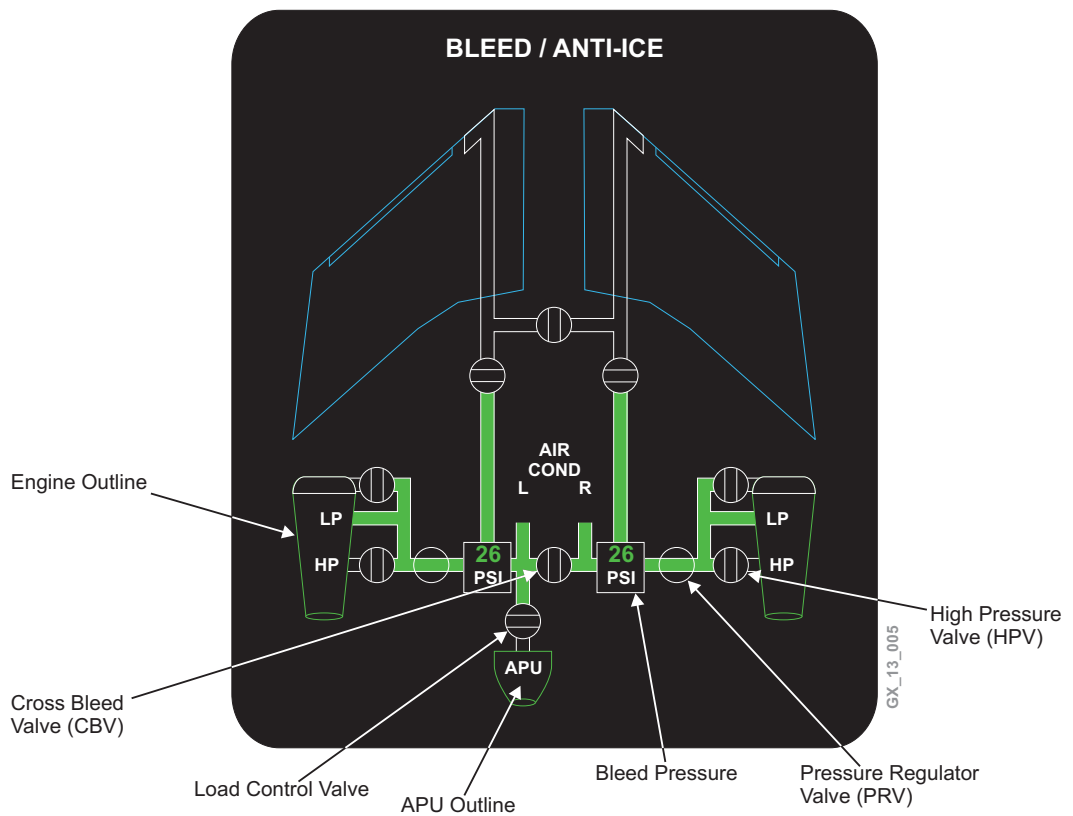 BLEED / ANTI-ICE
AIR
COND
L R
Engine Outline
LP
LP
HP
26
PSI
26
PSI
HP
High Pressure
Valve (HPV)
APU
GX_13_005
Cross Bleed
Valve (CBV)
Load Control Valve
APU Outline
Bleed Pressure
Pressure Regulator
Valve (PRV)